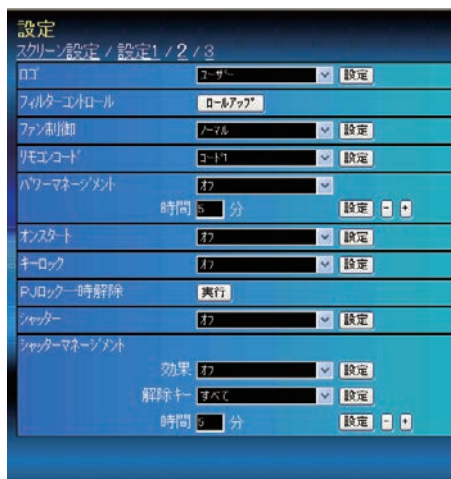 設定
スクリーン設定 / 設定1 / 2 / 3
ロゴ ユーザー 設定
フィルターコントロール ロールアップ
ファン制御 ノーマル 設定
リモコンコード コード1 設定
パワーマネージメント オフ
時間 5 分 設定 - +
オンスタート オフ 設定
キーロック オフ 設定
PJロック一時解除 実行
シャッター オフ 設定
シャッターマネージメント
効果 オフ 設定
解除キー すべて 設定
時間 5 分 設定 - +